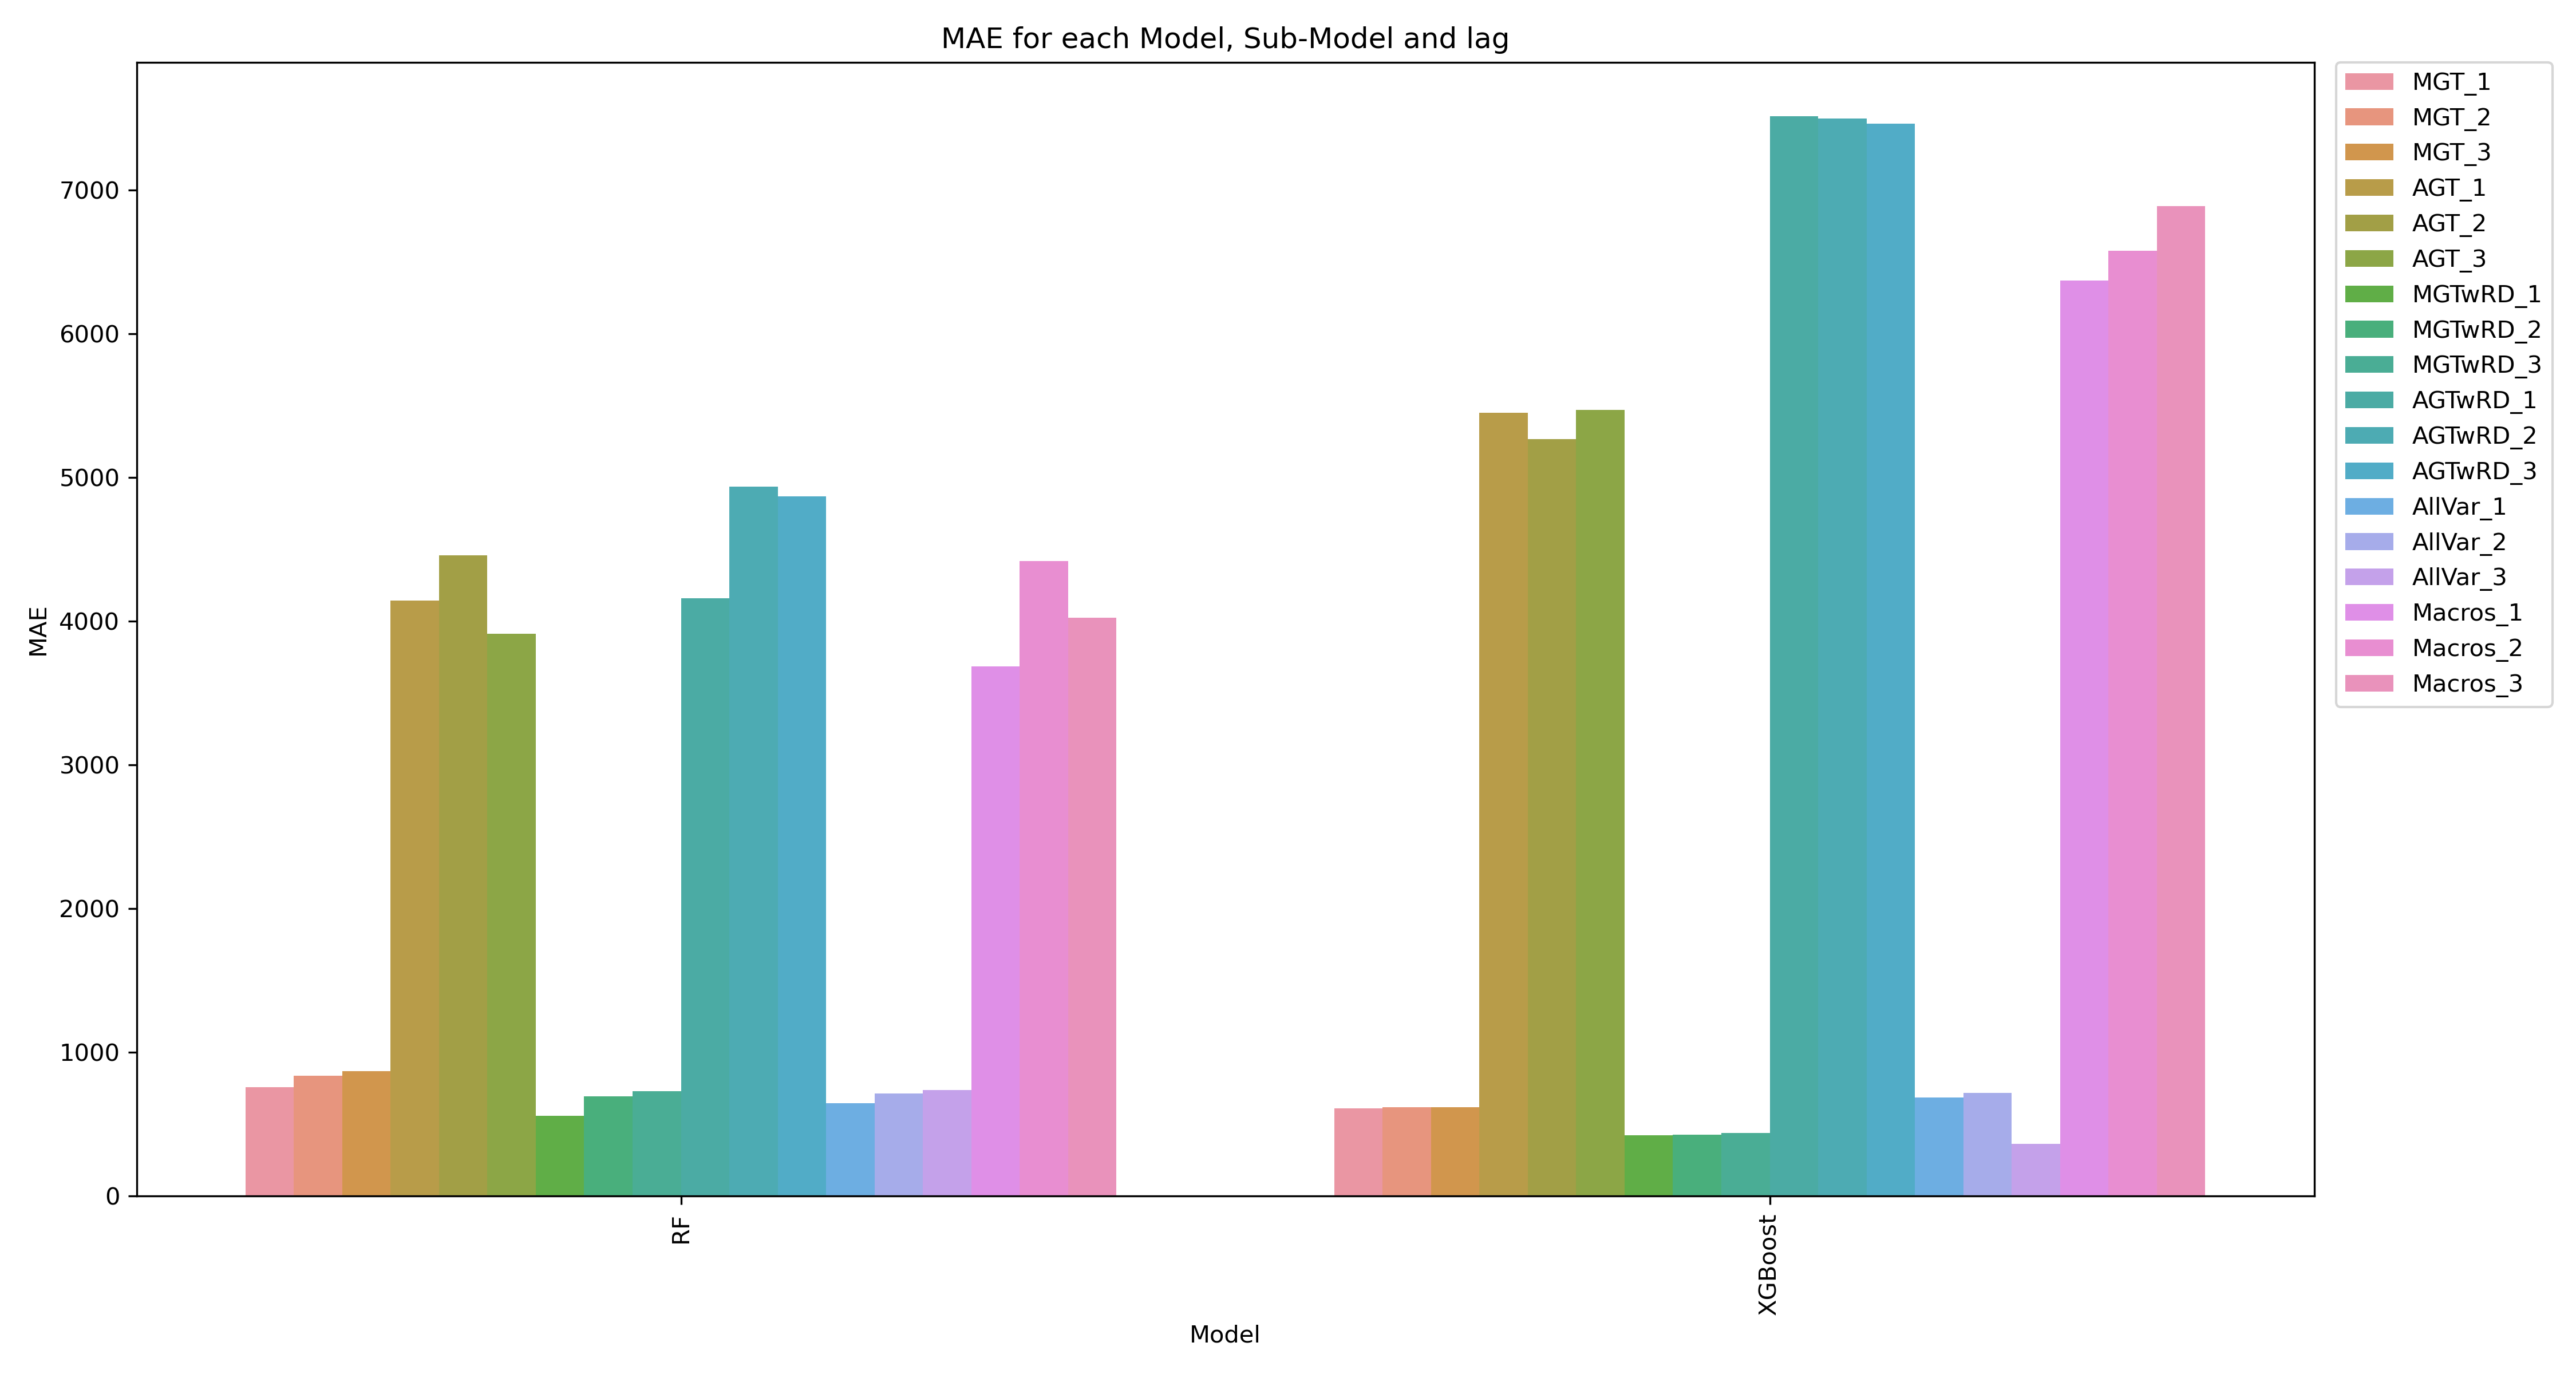 MAE for each Model, Sub-Model and lag
MAE
7000
6000
5000
4000
3000
2000
1000
0
RF
XGBoost
Model
MGT_1
MGT_2
MGT_3
AGT_1
AGT_2
AGT_3
MGTwRD_1
MGTwRD_2
MGTwRD_3
AGTwRD_1
AGTwRD_2
AGTwRD_3
AllVar_1
AllVar_2
AllVar_3
Macros_1
Macros_2
Macros_3